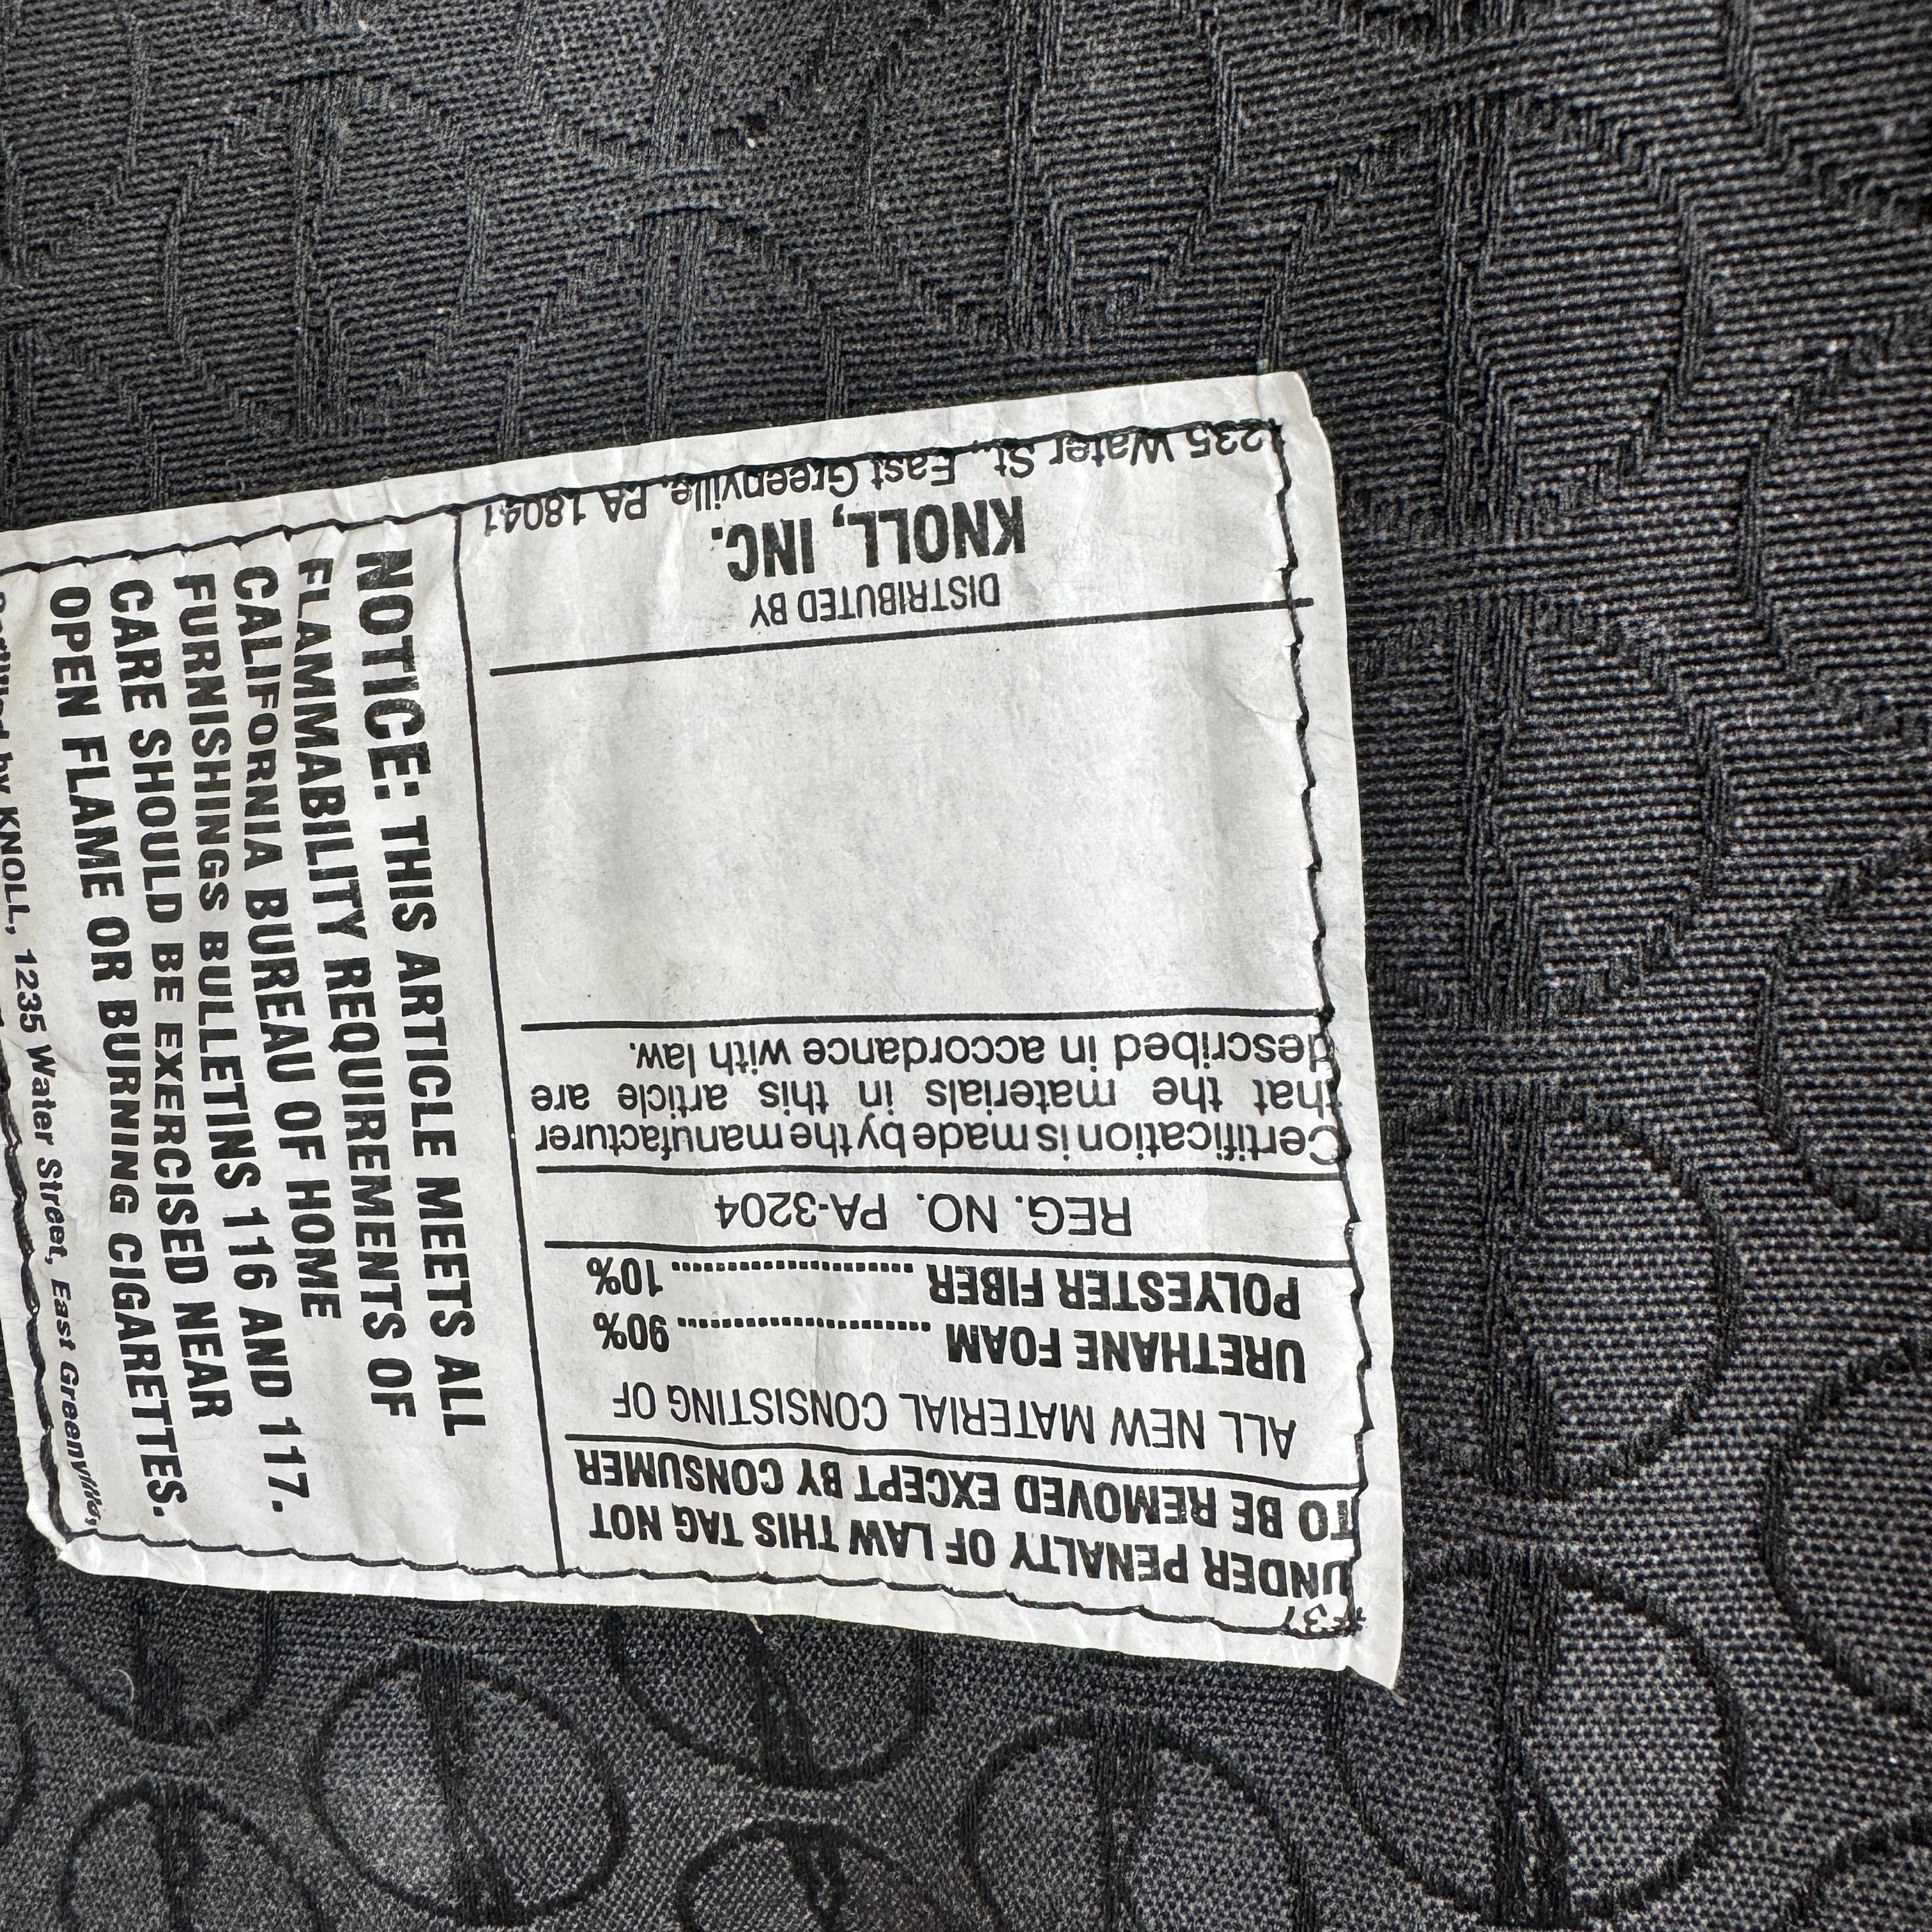 UNDER PENALTY OF LAW THIS TAG NOT
TO BE REMOVED EXCEPT BY CONSUMER
ALL NEW MATERIAL CONSISTING OF
URETHANE FOAM ........................ 90%
POLYESTER FIBER ........................ 10%
REG. NO. PA-3204
Certification is made by the manufacturer
that the materials in this article are
described in accordance with law.
DISTRIBUTED BY
KNOLL, INC.
235 Water St., East Greenville, PA 18041
NOTICE: THIS ARTICLE MEETS ALL
FLAMMABILITY REQUIREMENTS OF
CALIFORNIA BUREAU OF HOME
FURNISHINGS BULLETINS 116 AND 117.
CARE SHOULD BE EXERCISED NEAR
OPEN FLAME OR BURNING CIGARETTES.
by KNOLL, 1235 Water Street, East Greenville,